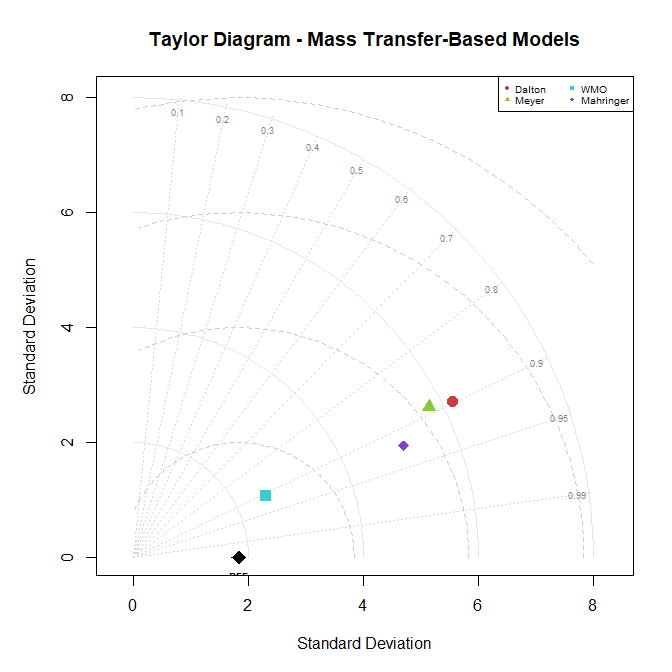 Taylor Diagram - Mass Transfer-Based Models
Dalton WMO
Meyer Mahringer
Standard Deviation
8
6
4
2
0
0.1
0.2
0.3
0.4
0.5
0.6
0.7
0.8
0.9
0.95
0.99
0 2 4 6 8
Standard Deviation